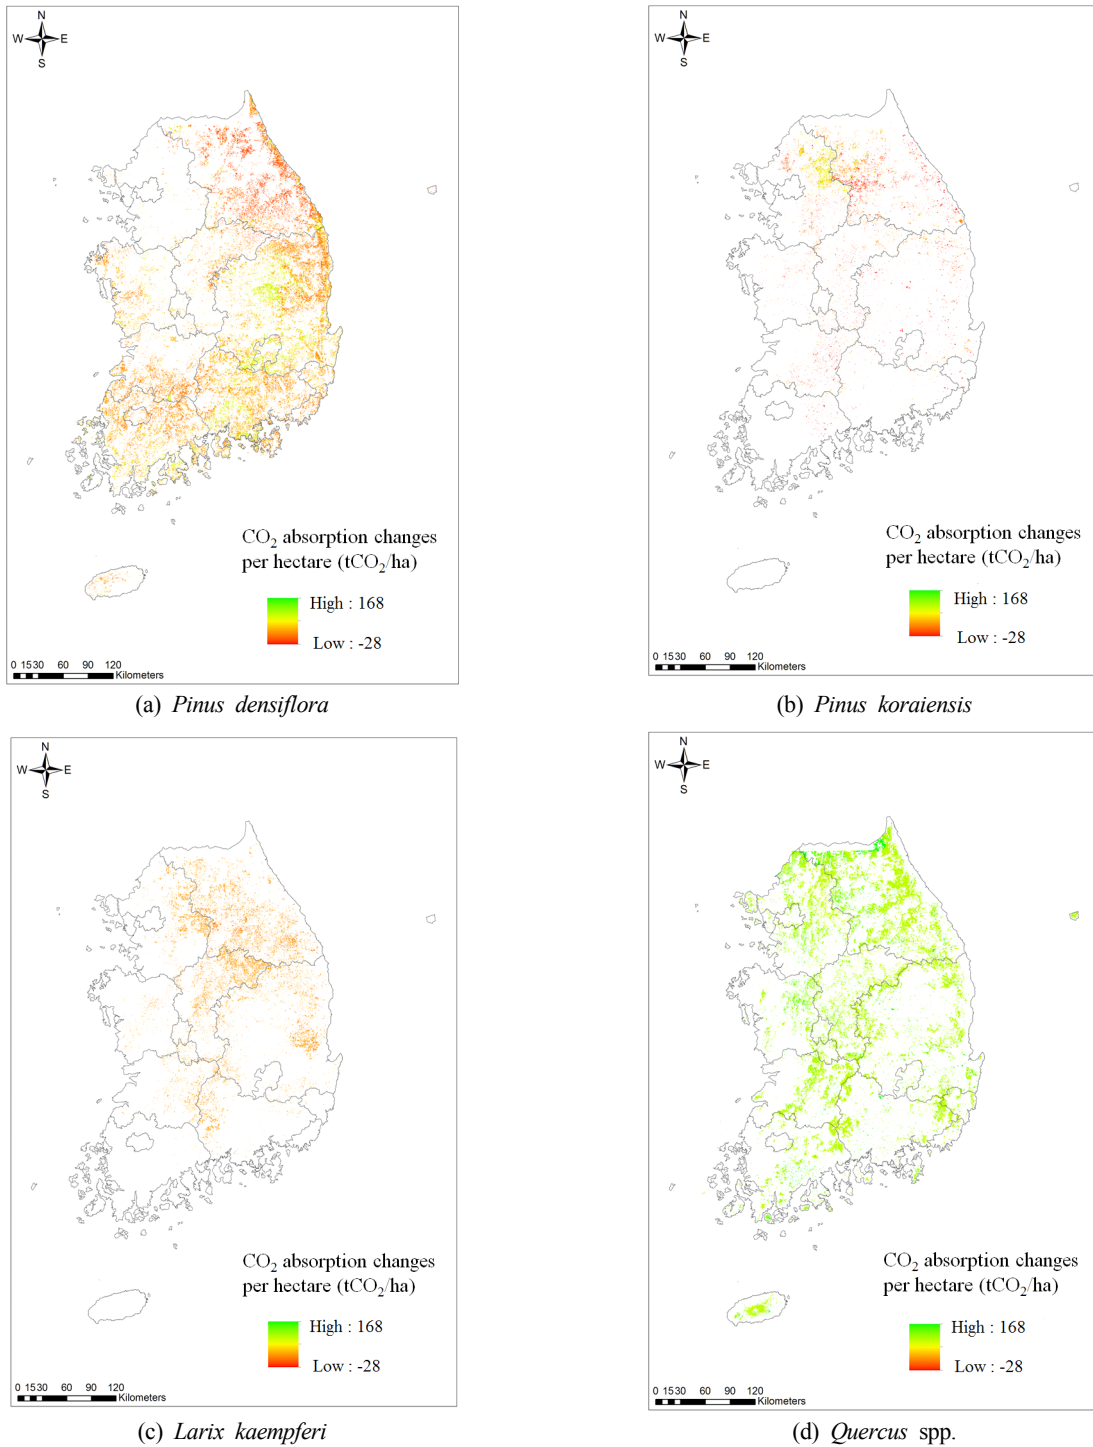 N
W E
S
CO₂ absorption changes
per hectare (tCO₂/ha)
High : 168
Low : -28
0 1530 60 90 120
Kilometers
(a) Pinus densiflora
N
W E
S
CO₂ absorption changes
per hectare (tCO₂/ha)
High : 168
Low : -28
0 1530 60 90 120
Kilometers
(b) Pinus koraiensis
N
W E
S
CO₂ absorption changes
per hectare (tCO₂/ha)
High : 168
Low : -28
0 1530 60 90 120
Kilometers
(c) Larix kaempferi
N
W E
S
CO₂ absorption changes
per hectare (tCO₂/ha)
High : 168
Low : -28
0 1530 60 90 120
Kilometers
(d) Quercus spp.